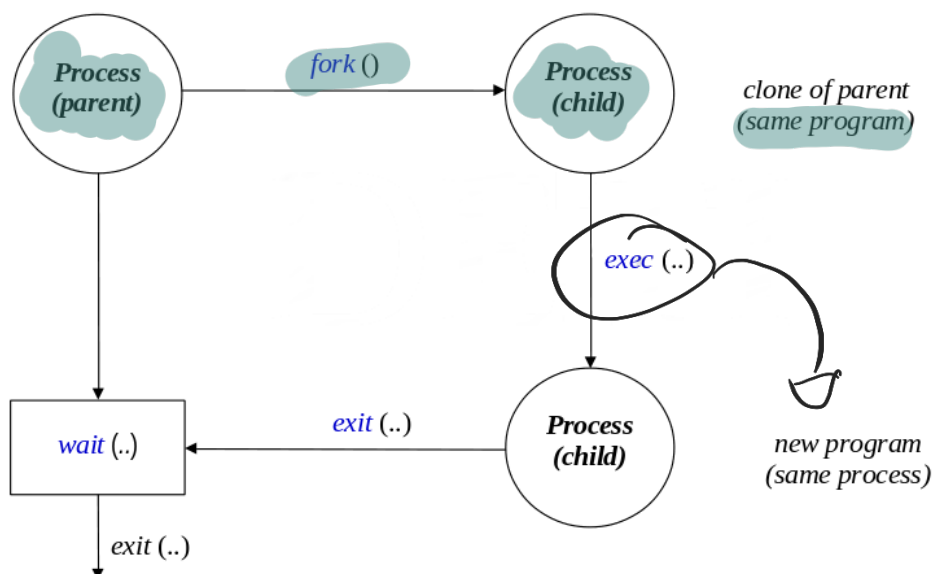 Process
(parent)
fork ()
Process
(child)
clone of parent
(same program)
exec (..)
wait (..)
exit (..)
Process
(child)
new program
(same process)
exit (..)